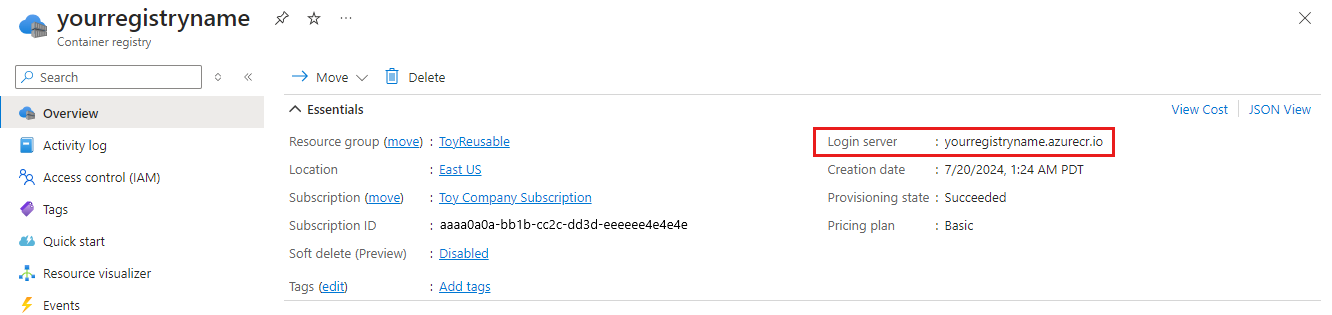 yourregistryname
Container registry
Search
Move
Delete
Overview
Activity log
Access control (IAM)
Tags
Quick start
Resource visualizer
Events
Essentials
View Cost
JSON View
Resource group (move) : ToyReusable
Location : East US
Subscription (move) : Toy Company Subscription
Subscription ID : aaaa0a0a-bb1b-cc2c-dd3d-eeeeee4e4e4e
Soft delete (Preview) : Disabled
Tags (edit) : Add tags
Login server : yourregistryname.azurecr.io
Creation date : 7/20/2024, 1:24 AM PDT
Provisioning state : Succeeded
Pricing plan : Basic